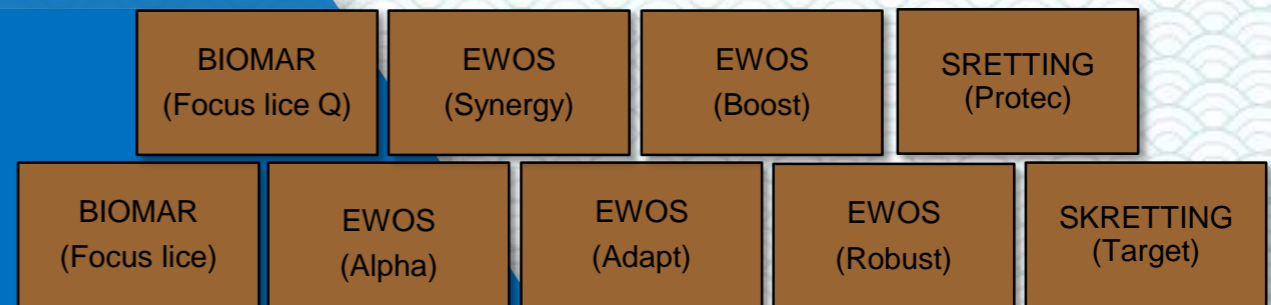 BIOMAR
(Focus lice Q)
EWOS
(Synergy)
EWOS
(Boost)
SRETTING
(Protec)
BIOMAR
(Focus lice)
EWOS
(Alpha)
EWOS
(Adapt)
EWOS
(Robust)
SKRETTING
(Target)